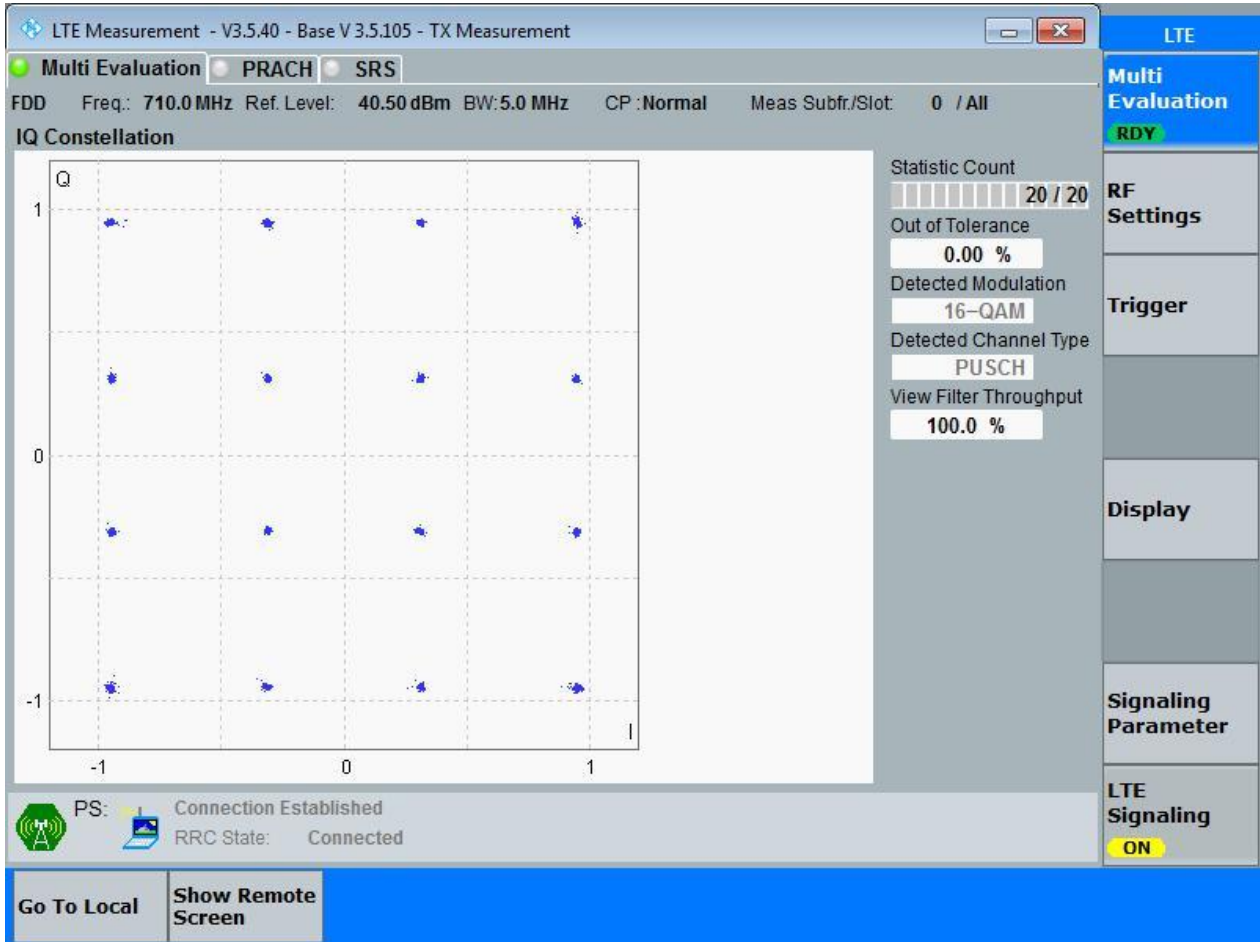 LTE Measurement - V3.5.40 - Base V 3.5.105 - TX Measurement
Multi Evaluation PRACH SRS
FDD Freq.: 710.0 MHz Ref. Level: 40.50 dBm BW: 5.0 MHz CP : Normal Meas Subfr./Slot: 0 / All
IQ Constellation
Q
1
0
-1
I
-1 0 1
Statistic Count
20 / 20
Out of Tolerance
0.00 %
Detected Modulation
16-QAM
Detected Channel Type
PUSCH
View Filter Throughput
100.0 %
PS: Connection Established
RRC State: Connected
LTE
Multi
Evaluation
RDY
RF
Settings
Trigger
Display
Signaling
Parameter
LTE
Signaling
ON
Go To Local
Show Remote
Screen